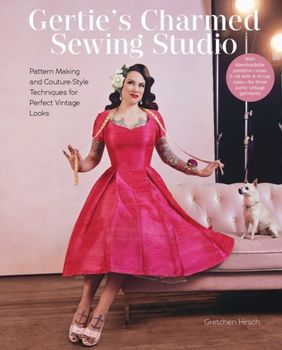 Gertie's Charmed
Sewing Studio
Pattern Making
and Couture-Style
Techniques for
Perfect Vintage
Looks
With
downloadable
patterns—sizes
2–34 with A–H cup
sizes—for three
iconic vintage
garments
Gretchen Hirsch